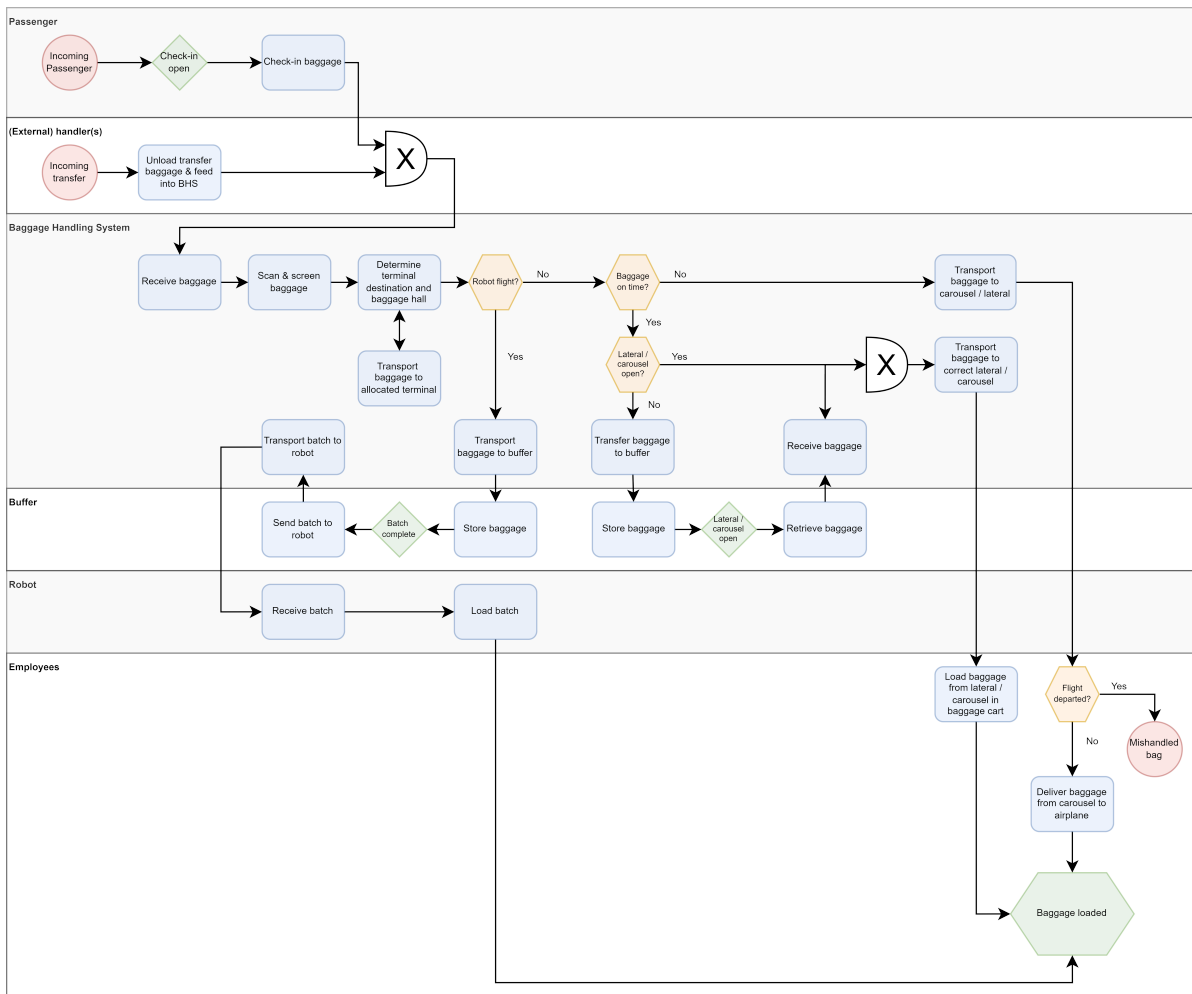 Passenger
Incoming
Passenger
Check-in
open
Check-in baggage
(External) handler(s)
Incoming
transfer
Unload transfer
baggage & feed
into BHS
X
Baggage Handling System
Receive baggage
Scan & screen
baggage
Determine
terminal
destination and
baggage hall
Robot flight?
No
Baggage
on time?
No
Transport
baggage to
carousel / lateral
Yes
Yes
Lateral /
carousel
open?
Yes
X
Transport
baggage to
correct lateral /
carousel
Transport
baggage to
allocated terminal
No
Transport batch to
robot
Transport
baggage to buffer
Transfer baggage
to buffer
Receive baggage
Buffer
Send batch to
robot
Batch
complete
Store baggage
Store baggage
Lateral /
carousel
open
Retrieve baggage
Robot
Receive batch
Load batch
Employees
Load baggage
from lateral /
carousel in
baggage cart
Flight
departed?
Yes
No
Mishandled
bag
Deliver baggage
from carousel to
airplane
Baggage loaded